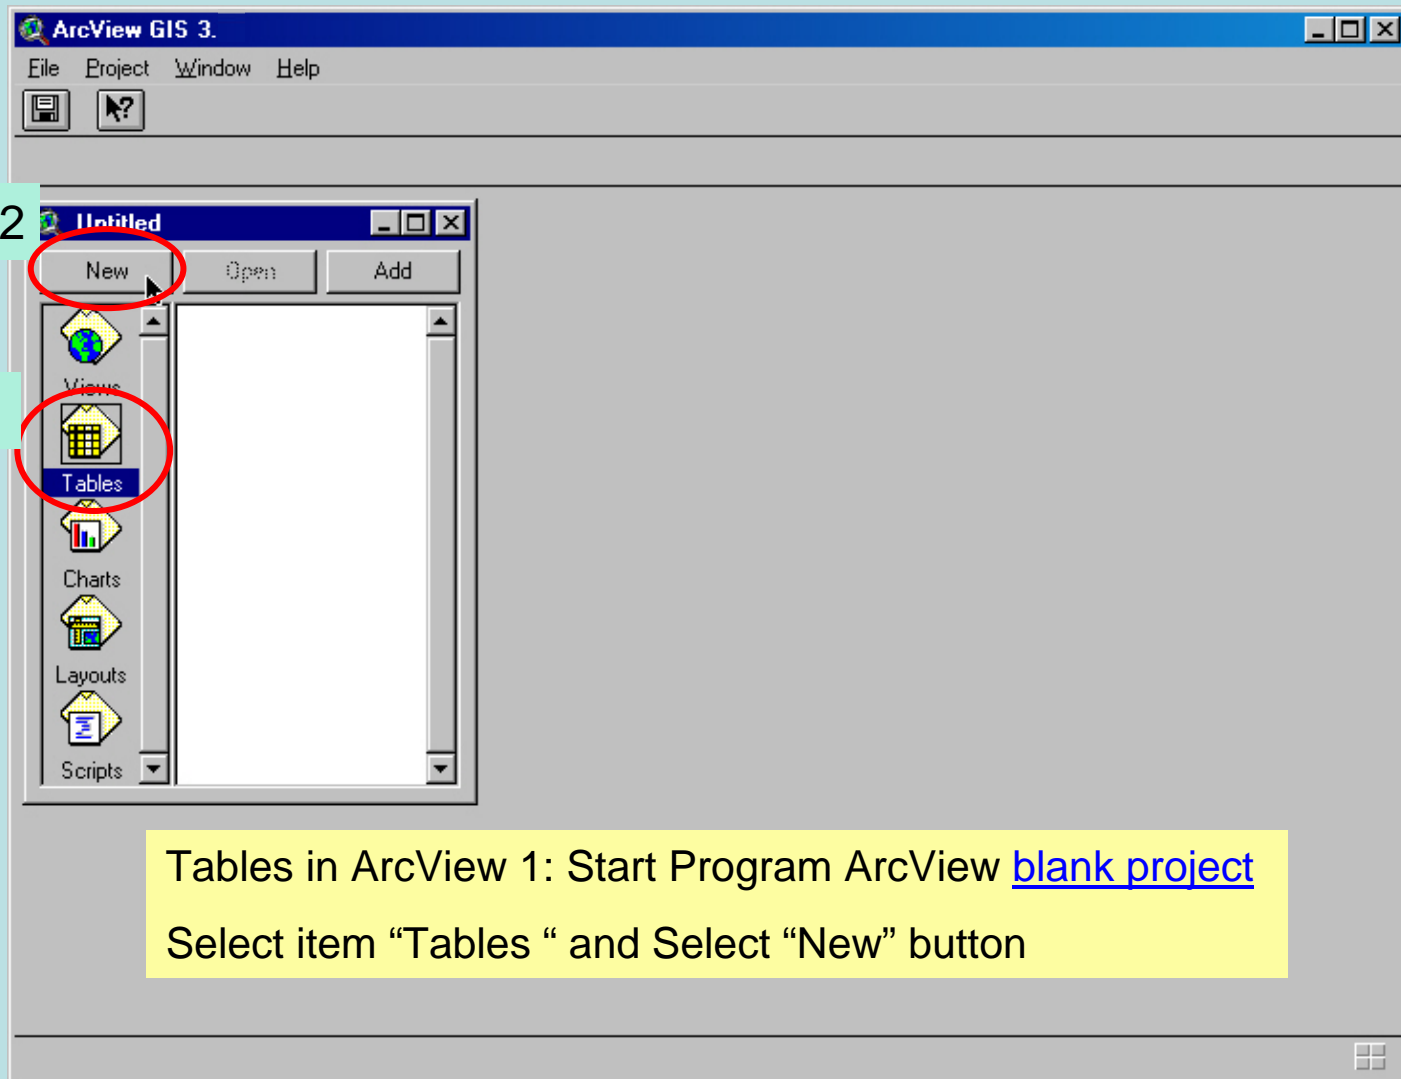 ArcView GIS 3.
File Project Window Help
2
Untitled
New Open Add
Views
Tables
Charts
Layouts
Scripts
Tables in ArcView 1: Start Program ArcView blank project
Select item “Tables “ and Select “New” button